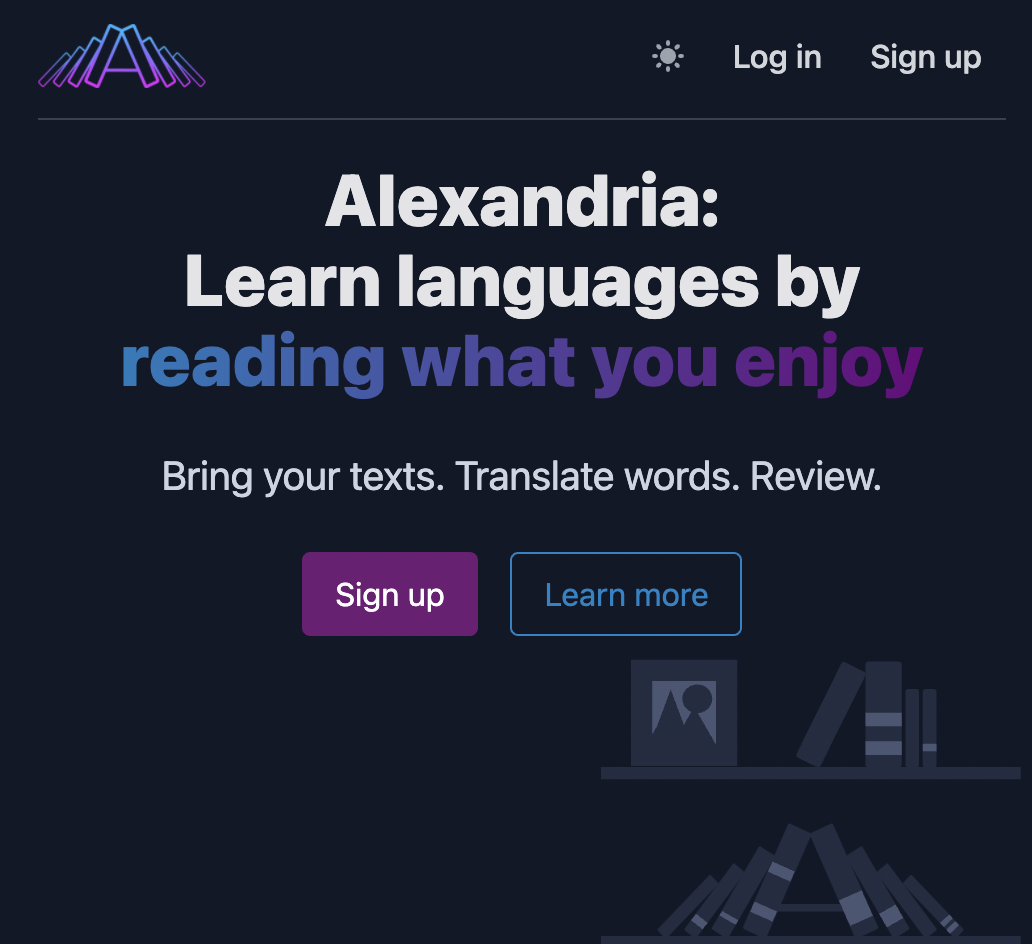 Log in
Sign up
Alexandria:
Learn languages by
reading what you enjoy
Bring your texts. Translate words. Review.
Sign up
Learn more